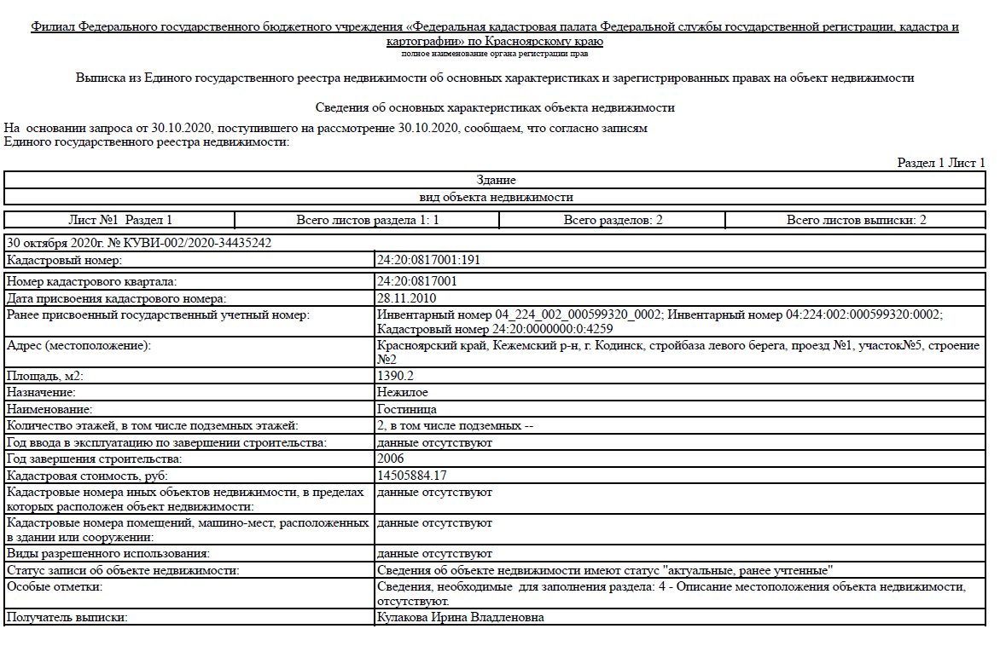 Филиал Федерального государственного бюджетного учреждения «Федеральная кадастровая палата Федеральной службы государственной регистрации, кадастра и
картографии» по Красноярскому краю
полное наименование органа регистрации прав
Выписка из Единого государственного реестра недвижимости об основных характеристиках и зарегистрированных правах на объект недвижимости
Сведения об основных характеристиках объекта недвижимости
На основании запроса от 30.10.2020, поступившего на рассмотрение 30.10.2020, сообщаем, что согласно записям
Единого государственного реестра недвижимости:
Раздел 1 Лист 1
Здание
вид объекта недвижимости
Лист №1 Раздел 1 Всего листов раздела 1: 1 Всего разделов: 2 Всего листов выписки: 2
30 октября 2020г. № КУВИ-002/2020-34435242
Кадастровый номер: 24:20:0817001:191
Номер кадастрового квартала: 24:20:0817001
Дата присвоения кадастрового номера: 28.11.2010
Ранее присвоенный государственный учетный номер: Инвентарный номер 04_224_002_000599320_0002; Инвентарный номер 04:224:002:000599320:0002;
Кадастровый номер 24:20:0000000:0:4259
Адрес (местоположение): Красноярский край, Кежемский р-н, г. Кодинск, стройбаза левого берега, проезд №1, участок№5, строение
№2
Площадь, м2: 1390.2
Назначение: Нежилое
Наименование: Гостиница
Количество этажей, в том числе подземных этажей: 2, в том числе подземных --
Год ввода в эксплуатацию по завершении строительства: данные отсутствуют
Год завершения строительства: 2006
Кадастровая стоимость, руб: 14505884.17
Кадастровые номера иных объектов недвижимости, в пределах данные отсутствуют
которых расположен объект недвижимости:
Кадастровые номера помещений, машино-мест, расположенных данные отсутствуют
в здании или сооружении:
Виды разрешенного использования: данные отсутствуют
Статус записи об объекте недвижимости: Сведения об объекте недвижимости имеют статус "актуальные, ранее учтенные"
Особые отметки: Сведения, необходимые для заполнения раздела: 4 - Описание местоположения объекта недвижимости,
отсутствуют.
Получатель выписки: Кулакова Ирина Владленовна